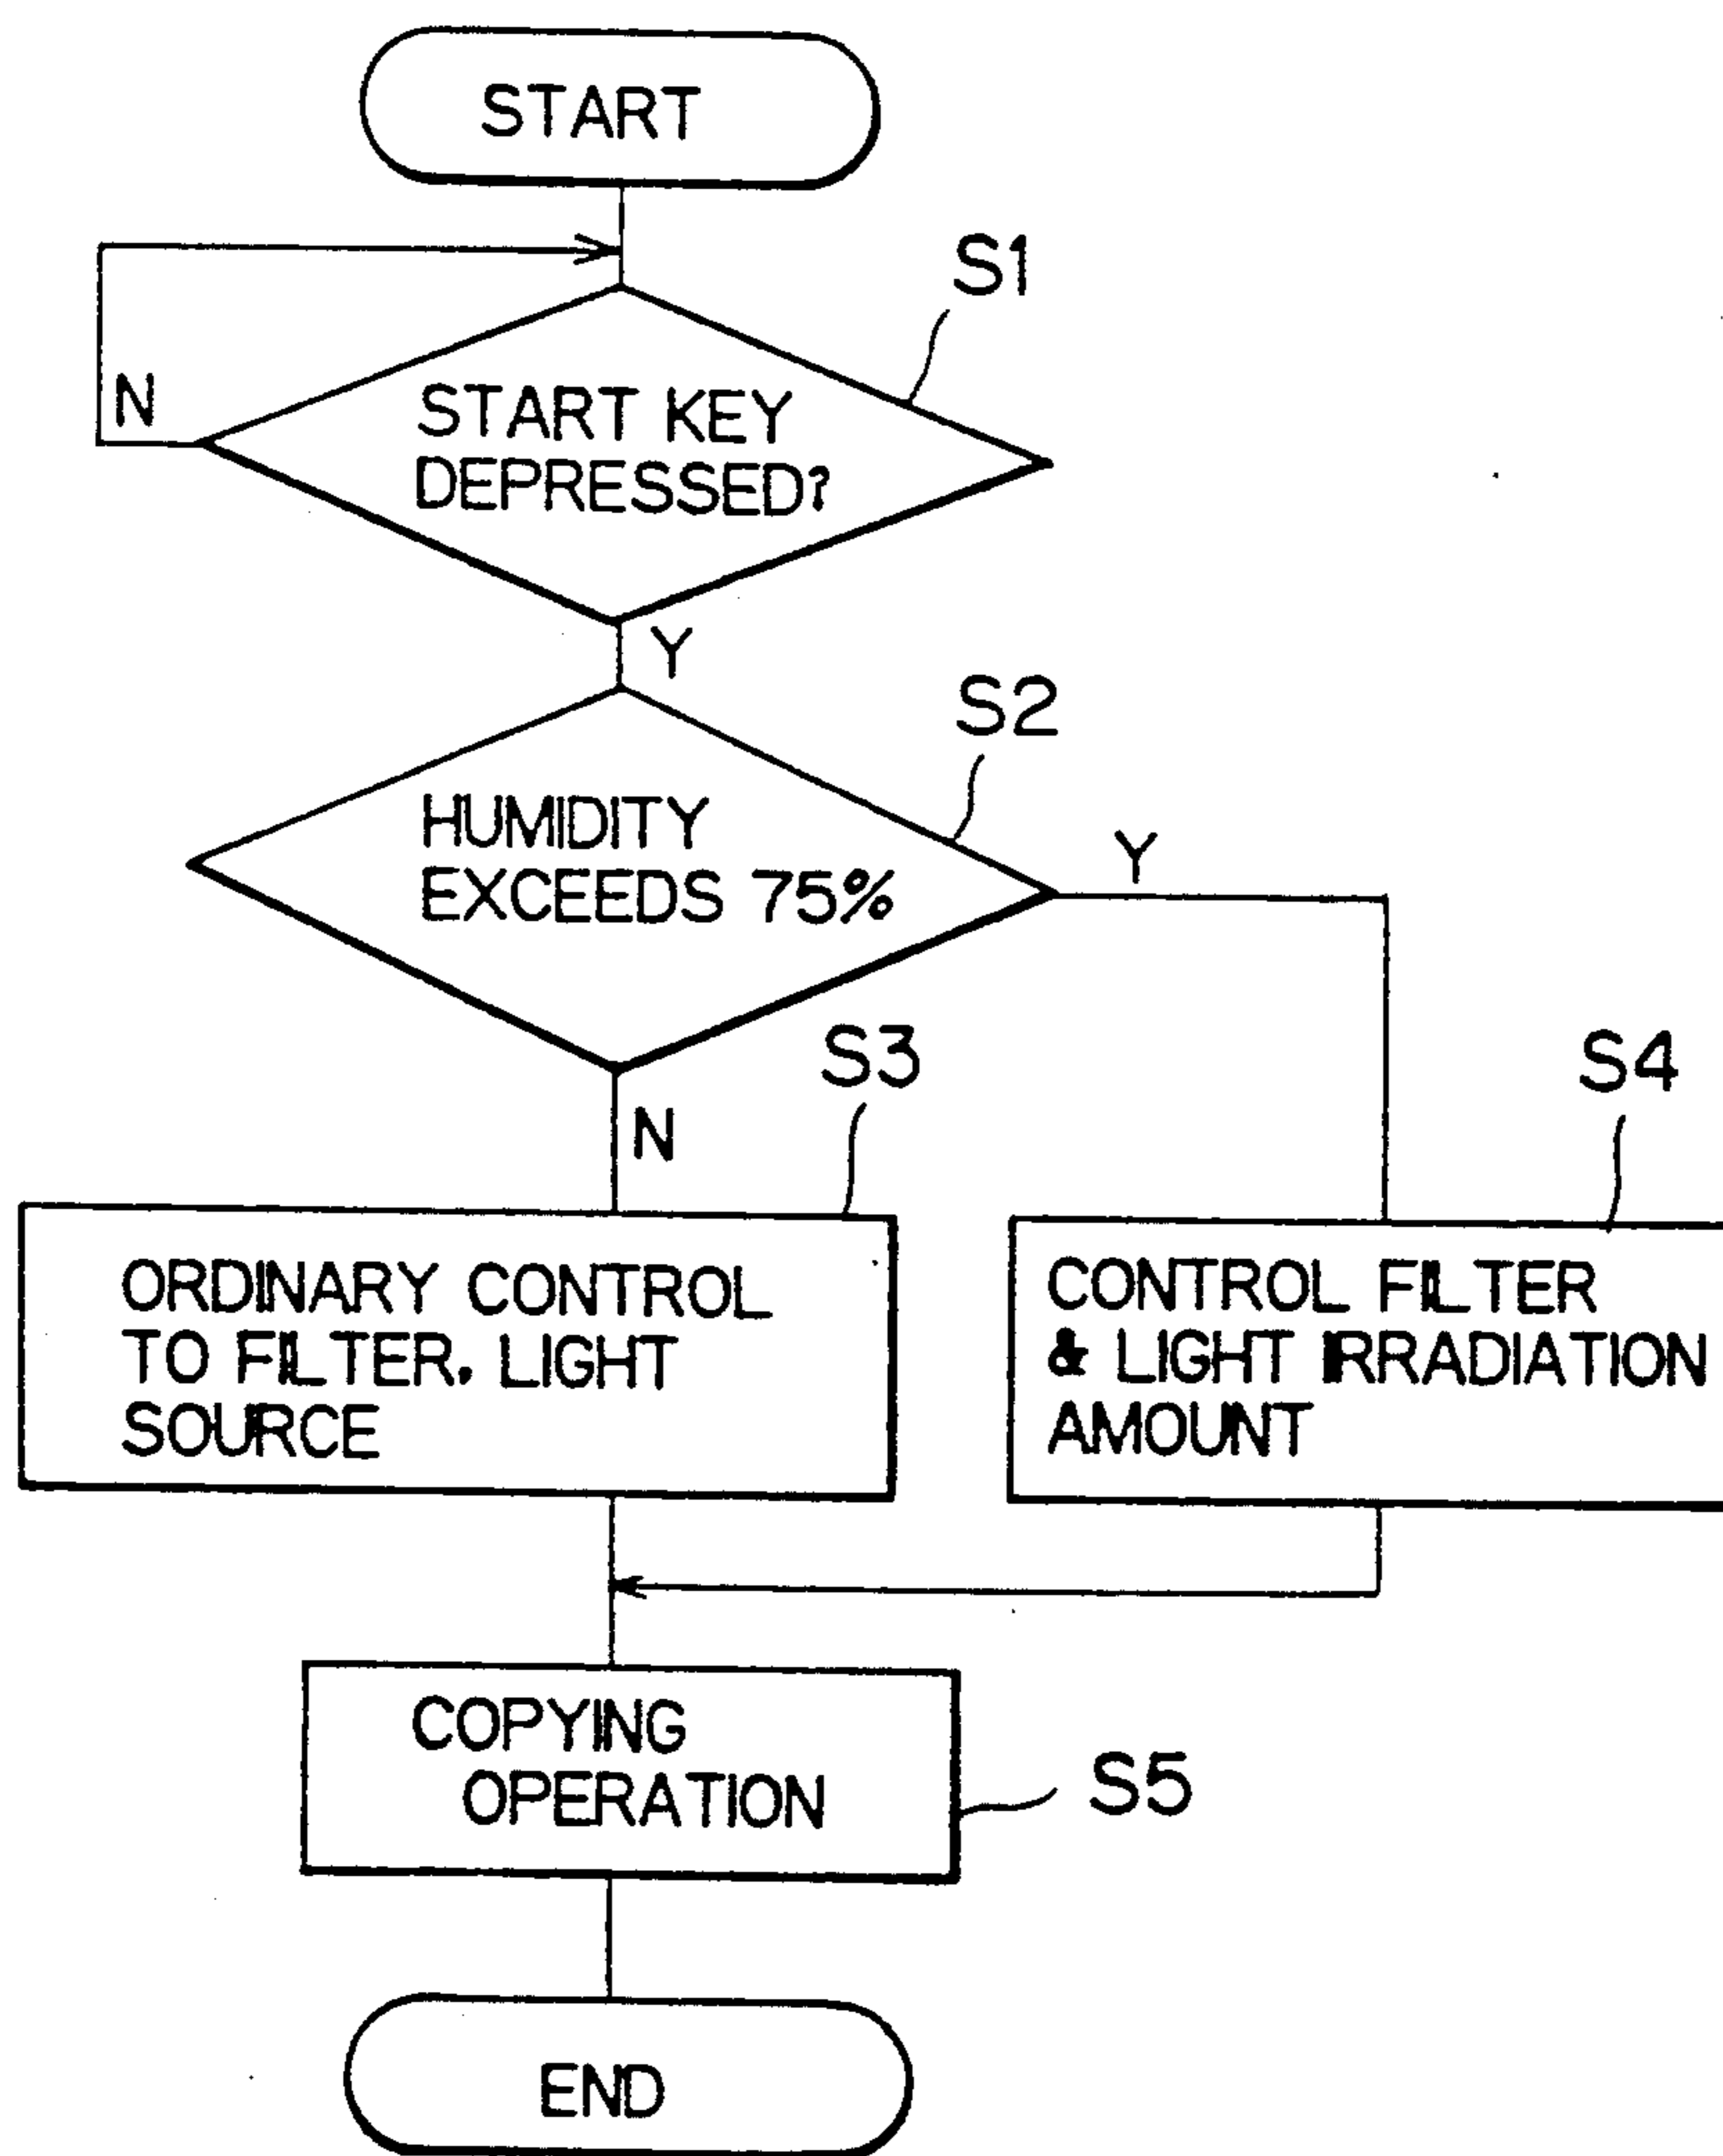 START
S1
N
START KEY
DEPRESSED?
Y
S2
HUMIDITY
EXCEEDS 75%
Y
S3
S4
N
ORDINARY CONTROL
TO FILTER. LIGHT
SOURCE
CONTROL FILTER
& LIGHT IRRADIATION
AMOUNT
COPYING
OPERATION
S5
END